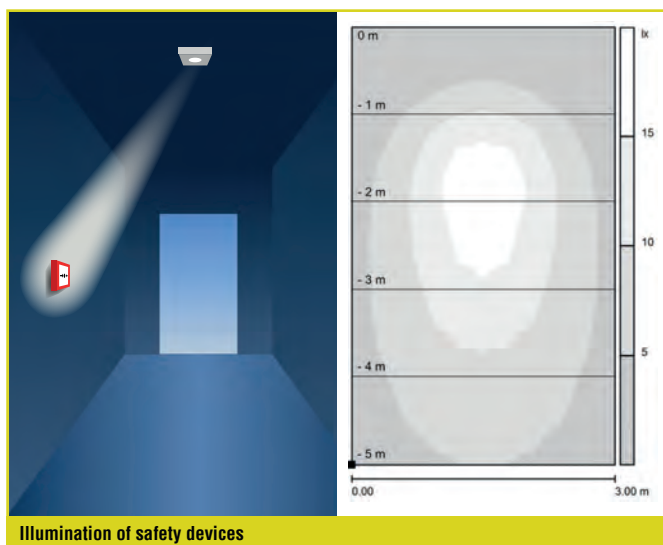 0 m
lx
- 1 m
15
- 2 m
10
- 3 m
5
- 4 m
- 5 m
0.00
3.00 m
Illumination of safety devices